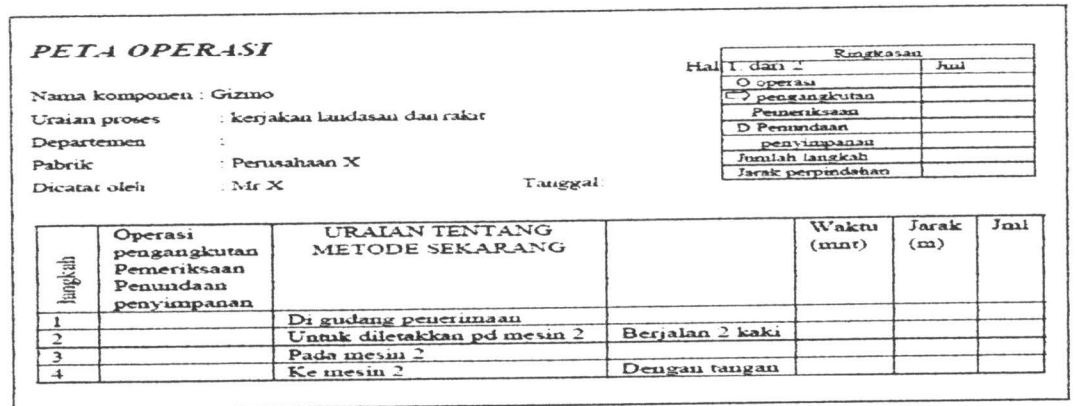 PETA OPERASI
Hal 1. dari 2
Nama komponen : Gizmo
Uraian proses : kerjakan landasan dan rakit
Departemen :
Pabrik : Perusahaan X
Dicatat oleh : Mr X Tanggal:
Ringkasan
Jml
O operasi
⇨ pengangkutan
Pemeriksaan
D Penundaan
penyimpanan
Jumlah langkah
Jarak perpindahan
langkah
Operasi
pengangkutan
Pemeriksaan
Penundaan
penyimpanan
URAIAN TENTANG
METODE SEKARANG
Waktu
(mnt)
Jarak
(m)
Jml
1 Di gudang penerimaan
2 Untuk diletakkan pd mesin 2 Berjalan 2 kaki
3 Pada mesin 2
4 Ke mesin 2 Dengan tangan